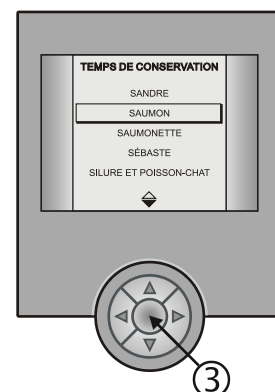 TEMPS DE CONSERVATION
SANDRE
SAUMON
SAUMONETTE
SÉBASTE
SILURE ET POISSON-CHAT
3